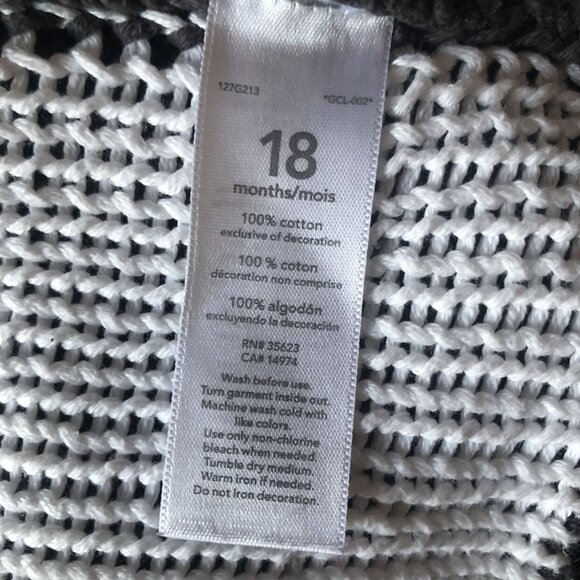 127G213 *GCL-002*
18
months/mois
100% cotton
exclusive of decoration
100 % coton
décoration non comprise
100% algodón
excluyendo la decoración
RN# 35623
CA# 14974
Wash before use.
Turn garment inside out.
Machine wash cold with
like colors.
Use only non-chlorine
bleach when needed.
Tumble dry medium.
Warm iron if needed.
Do not Iron decoration.